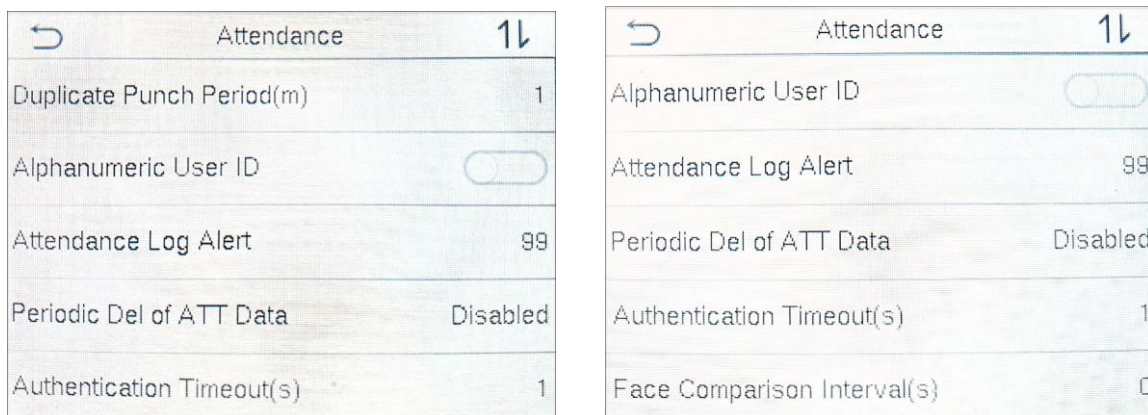 Attendance
Duplicate Punch Period(m) 1
Alphanumeric User ID
Attendance Log Alert 99
Periodic Del of ATT Data Disabled
Authentication Timeout(s) 1
Attendance
Alphanumeric User ID
Attendance Log Alert 99
Periodic Del of ATT Data Disabled
Authentication Timeout(s) 1
Face Comparison Interval(s)